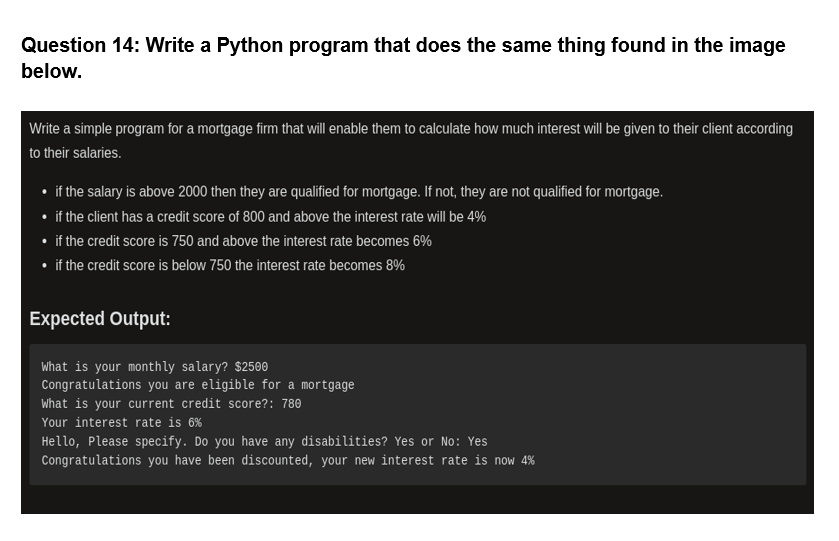 Question 14: Write a Python program that does the same thing found in the image
below.
Write a simple program for a mortgage firm that will enable them to calculate how much interest will be given to their client according
to their salaries.
• if the salary is above 2000 then they are qualified for mortgage. If not, they are not qualified for mortgage.
• if the client has a credit score of 800 and above the interest rate will be 4%
• if the credit score is 750 and above the interest rate becomes 6%
• if the credit score is below 750 the interest rate becomes 8%
Expected Output:
What is your monthly salary? $2500
Congratulations you are eligible for a mortgage
What is your current credit score?: 780
Your interest rate is 6%
Hello, Please specify. Do you have any disabilities? Yes or No: Yes
Congratulations you have been discounted, your new interest rate is now 4%